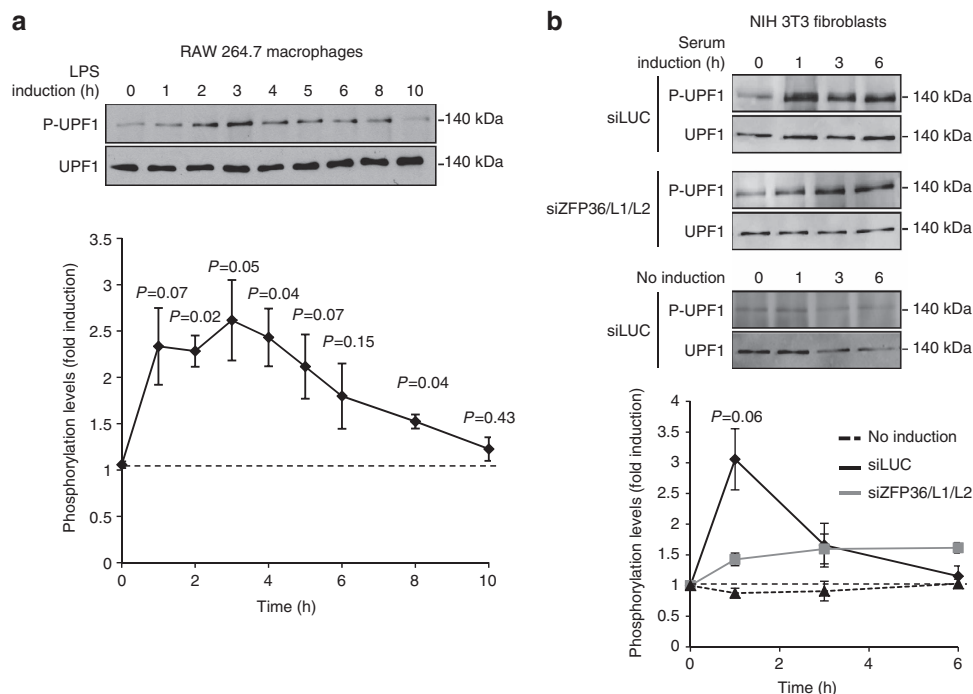 a
RAW 264.7 macrophages
LPS
induction (h) 0 1 2 3 4 5 6 8 10
P-UPF1 -140 kDa
UPF1 -140 kDa
Phosphorylation levels (fold induction)
3.5
3
2.5
2
1.5
1
0.5
0
P=0.07
P=0.02
P=0.05
P=0.04
P=0.07
P=0.15
P=0.04
P=0.43
0 2 4 6 8 10
Time (h)
b
NIH 3T3 fibroblasts
Serum
induction (h) 0 1 3 6
siLUC
P-UPF1 - 140 kDa
UPF1 - 140 kDa
siZFP36/L1/L2
P-UPF1 - 140 kDa
UPF1 - 140 kDa
No induction 0 1 3 6
siLUC
P-UPF1 - 140 kDa
UPF1 - 140 kDa
Phosphorylation levels (fold induction)
4
3.5
3
2.5
2
1.5
1
0.5
0
P=0.06
No induction
siLUC
siZFP36/L1/L2
0 2 4 6
Time (h)